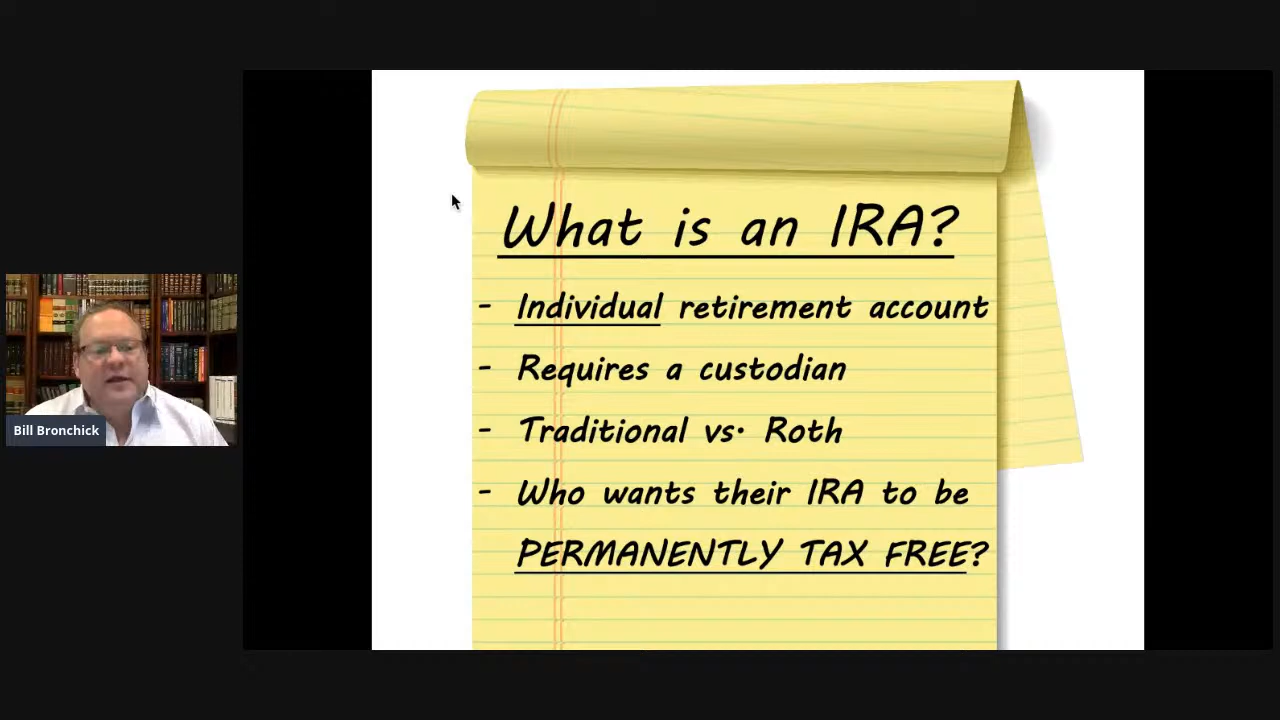 What is an IRA?
- Individual retirement account
- Requires a custodian
- Traditional vs. Roth
- Who wants their IRA to be
PERMANENTLY TAX FREE?
Bill Bronchick